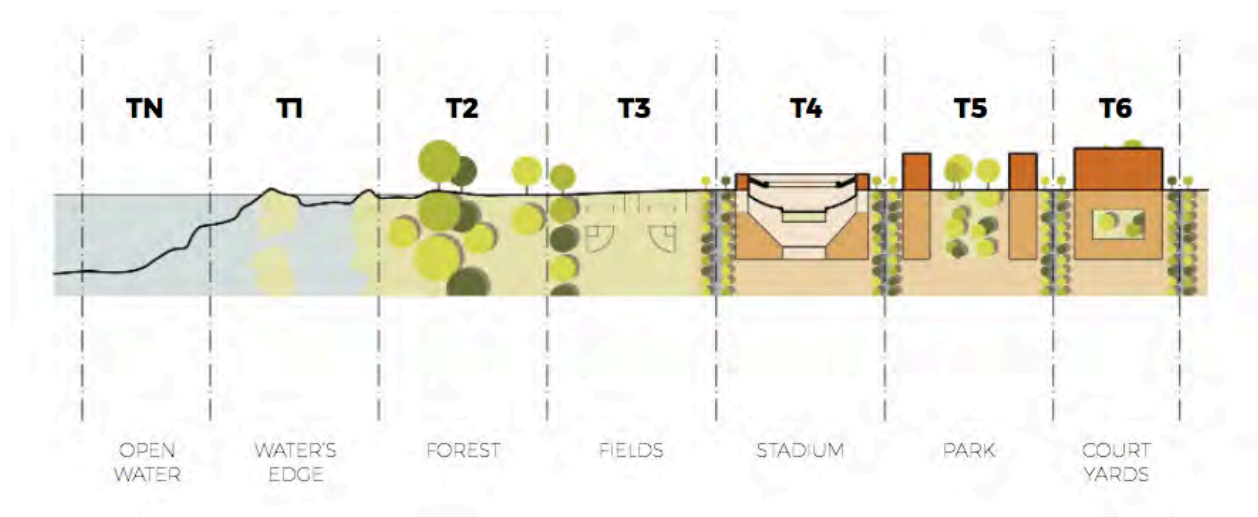 TN
T1
T2
T3
T4
T5
T6
OPEN
WATER
WATER'S
EDGE
FOREST
FIELDS
STADIUM
PARK
COURT
YARDS